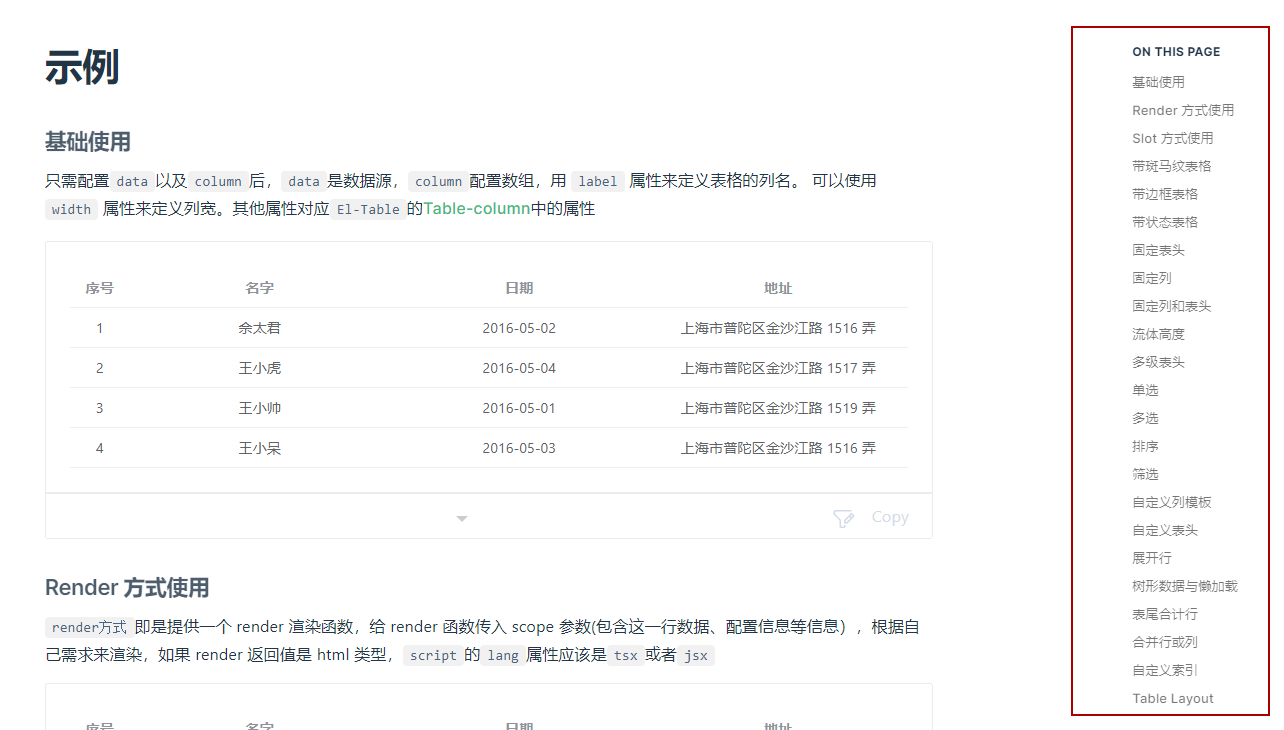 示例
基础使用
只需配置 data 以及 column 后， data 是数据源， column 配置数组，用 label 属性来定义表格的列名。 可以使用
width 属性来定义列宽。其他属性对应 El-Table 的Table-column中的属性
序号 名字 日期 地址
1 余太君 2016-05-02 上海市普陀区金沙江路 1516 弄
2 王小虎 2016-05-04 上海市普陀区金沙江路 1517 弄
3 王小帅 2016-05-01 上海市普陀区金沙江路 1519 弄
4 王小呆 2016-05-03 上海市普陀区金沙江路 1516 弄
Copy
Render 方式使用
render方式 即是提供一个 render 渲染函数，给 render 函数传入 scope 参数(包含这一行数据、配置信息等信息），根据自
己需求来渲染，如果 render 返回值是 html 类型， script 的 lang 属性应该是 tsx 或者 jsx
序号 名字 日期 地址
ON THIS PAGE
基础使用
Render 方式使用
Slot 方式使用
带斑马纹表格
带边框表格
带状态表格
固定表头
固定列
固定列和表头
流体高度
多级表头
单选
多选
排序
筛选
自定义列模板
自定义表头
展开行
树形数据与懒加载
表尾合计行
合并行或列
自定义索引
Table Layout